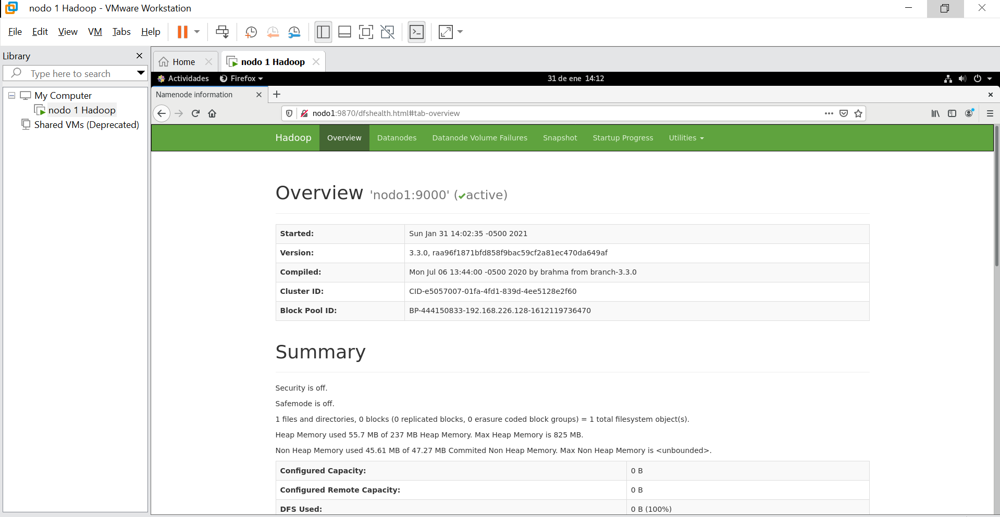 nodo 1 Hadoop - VMware Workstation
File Edit View VM Tabs Help
Library
Type here to search
My Computer
nodo 1 Hadoop
Shared VMs (Deprecated)
Home
nodo 1 Hadoop
Actividades
Firefox
31 de ene 14:12
Namenode information
nodo1:9870/dfshealth.html#tab-overview
Hadoop Overview Datanodes Datanode Volume Failures Snapshot Startup Progress Utilities
Overview 'nodo1:9000' (✔active)
Started: Sun Jan 31 14:02:35 -0500 2021
Version: 3.3.0, raa96f1871bfd858f9bac59cf2a81ec470da649af
Compiled: Mon Jul 06 13:44:00 -0500 2020 by brahma from branch-3.3.0
Cluster ID: CID-e5057007-01fa-4fd1-839d-4ee5128e2f60
Block Pool ID: BP-444150833-192.168.226.128-1612119736470
Summary
Security is off.
Safemode is off.
1 files and directories, 0 blocks (0 replicated blocks, 0 erasure coded block groups) = 1 total filesystem object(s).
Heap Memory used 55.7 MB of 237 MB Heap Memory. Max Heap Memory is 825 MB.
Non Heap Memory used 45.61 MB of 47.27 MB Commited Non Heap Memory. Max Non Heap Memory is <unbounded>.
Configured Capacity: 0 B
Configured Remote Capacity: 0 B
DFS Used: 0 B (100%)